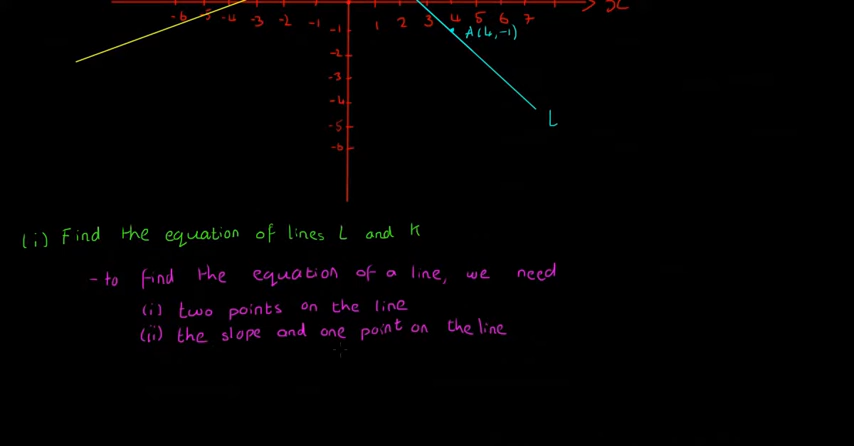 -6 -5 -4 -3 -2 -1 1 2 3 4 5 6 7 x
-1 A(4,-1)
-2
-3
-4
L
-5
-6
(i) Find the equation of lines L and K
- to find the equation of a line, we need
(i) two points on the line
(ii) the slope and one point on the line